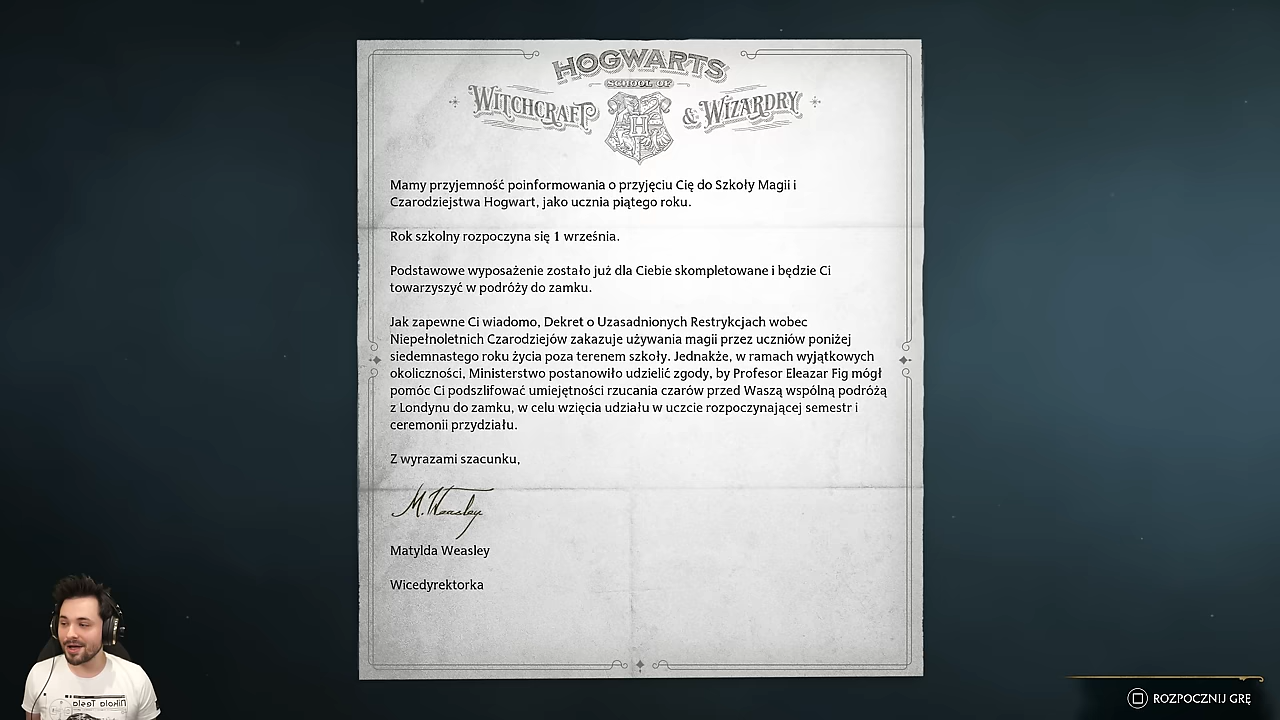 HOGWARTS
SCHOOL OF
WITCHCRAFT & WIZARDRY
H
Mamy przyjemność poinformowania o przyjęciu Cię do Szkoły Magii i
Czarodziejstwa Hogwart, jako ucznia piątego roku.
Rok szkolny rozpoczyna się 1 września.
Podstawowe wyposażenie zostało już dla Ciebie skompletowane i będzie Ci
towarzyszyć w podróży do zamku.
Jak zapewne Ci wiadomo, Dekret o Uzasadnionych Restrykcjach wobec
Niepełnoletnich Czarodziejów zakazuje używania magii przez uczniów poniżej
siedemnastego roku życia poza terenem szkoły. Jednakże, w ramach wyjątkowych
okoliczności, Ministerstwo postanowiło udzielić zgody, by Profesor Eleazar Fig mógł
pomóc Ci podszlifować umiejętności rzucania czarów przed Waszą wspólną podróżą
z Londynu do zamku, w celu wzięcia udziału w uczcie rozpoczynającej semestr i
ceremonii przydziału.
Z wyrazami szacunku,
M. Weasley
Matylda Weasley
Wicedyrektorka
Nikola Tesla
ROZPOCZNIJ GRĘ